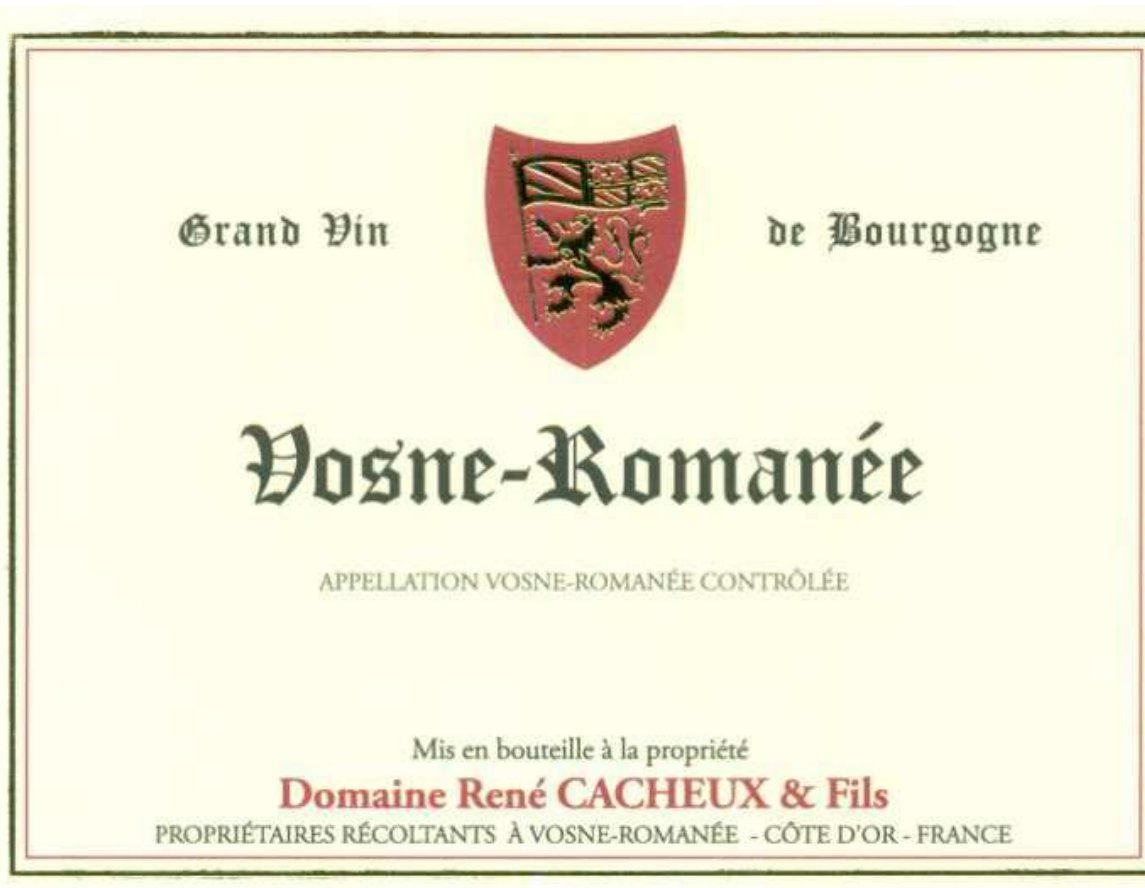 Grand Vin de Bourgogne
Vosne-Romanée
APPELLATION VOSNE-ROMANÉE CONTRÔLÉE
Mis en bouteille à la propriété
Domaine René CACHEUX & Fils
PROPRIÉTAIRES RÉCOLTANTS À VOSNE-ROMANÉE - CÔTE D'OR - FRANCE